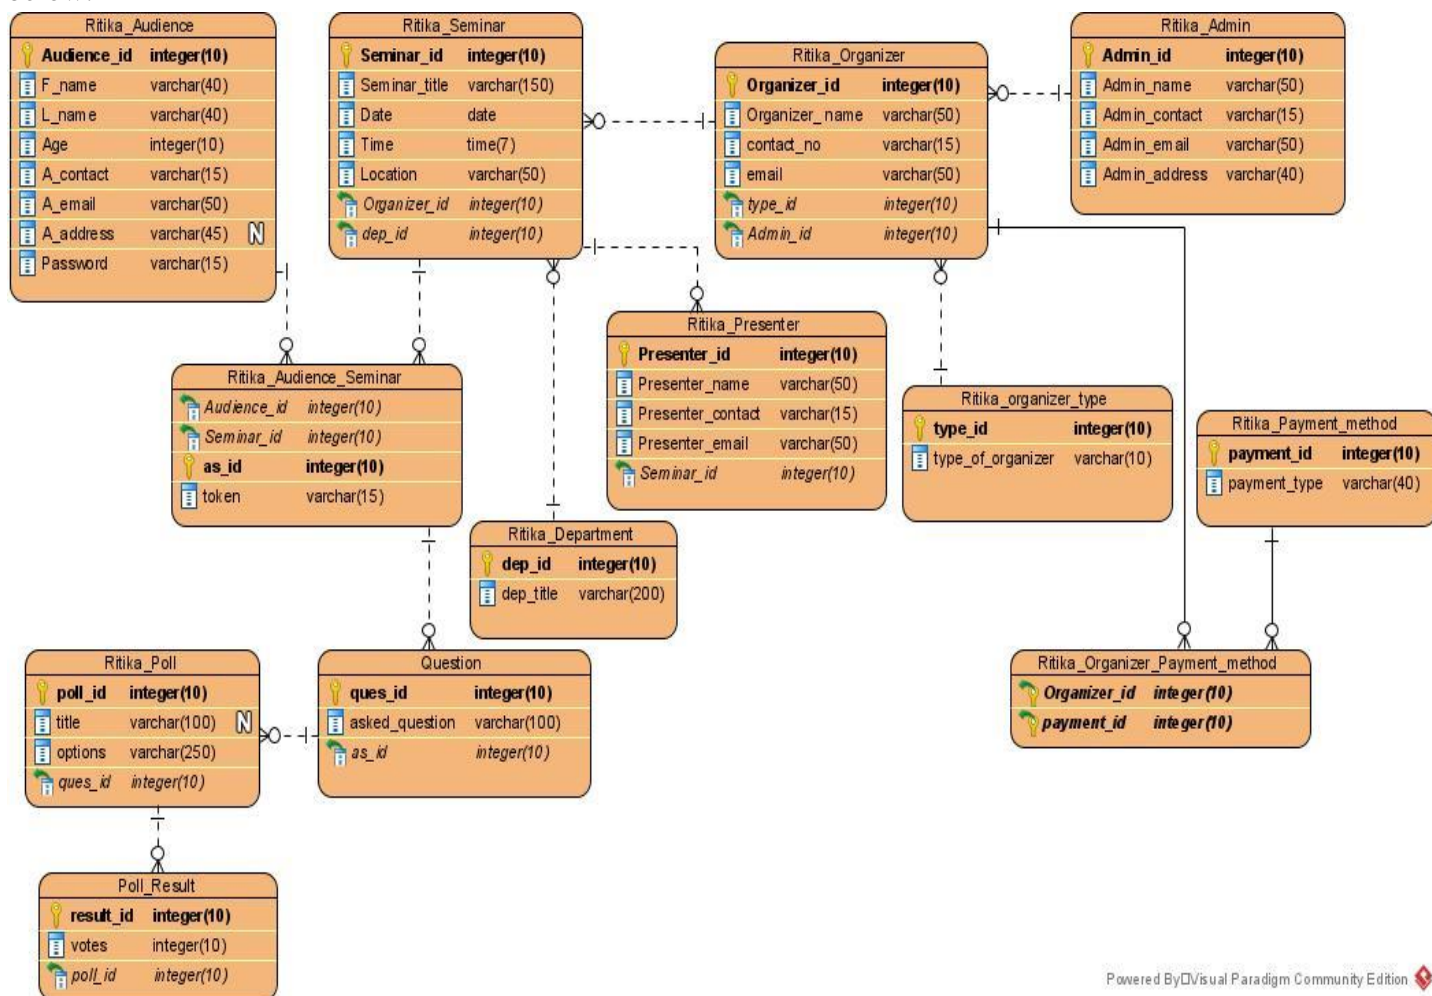 Ritika_Audience
Audience_id integer(10)
F_name varchar(40)
L_name varchar(40)
Age integer(10)
A_contact varchar(15)
A_email varchar(50)
A_address varchar(45) N
Password varchar(15)
Ritika_Seminar
Seminar_id integer(10)
Seminar_title varchar(150)
Date date
Time time(7)
Location varchar(50)
Organizer_id integer(10)
dep_id integer(10)
Ritika_Organizer
Organizer_id integer(10)
Organizer_name varchar(50)
contact_no varchar(15)
email varchar(50)
type_id integer(10)
Admin_id integer(10)
Ritika_Admin
Admin_id integer(10)
Admin_name varchar(50)
Admin_contact varchar(15)
Admin_email varchar(50)
Admin_address varchar(40)
Ritika_Audience_Seminar
Audience_id integer(10)
Seminar_id integer(10)
as_id integer(10)
token varchar(15)
Ritika_Presenter
Presenter_id integer(10)
Presenter_name varchar(50)
Presenter_contact varchar(15)
Presenter_email varchar(50)
Seminar_id integer(10)
Ritika_organizer_type
type_id integer(10)
type_of_organizer varchar(10)
Ritika_Payment_method
payment_id integer(10)
payment_type varchar(40)
Ritika_Department
dep_id integer(10)
dep_title varchar(200)
Ritika_Poll
poll_id integer(10)
title varchar(100) N
options varchar(250)
ques_id integer(10)
Question
ques_id integer(10)
asked_question varchar(100)
as_id integer(10)
Ritika_Organizer_Payment_method
Organizer_id integer(10)
payment_id integer(10)
Poll_Result
result_id integer(10)
votes integer(10)
poll_id integer(10)
Powered By□Visual Paradigm Community Edition